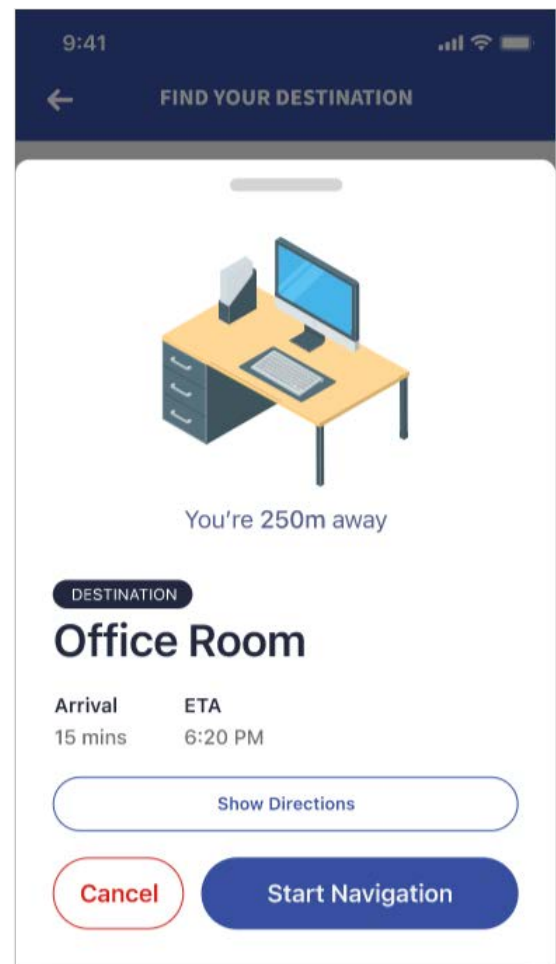 9:41
FIND YOUR DESTINATION
You’re 250m away
DESTINATION
Office Room
Arrival ETA
15 mins 6:20 PM
Show Directions
Cancel Start Navigation